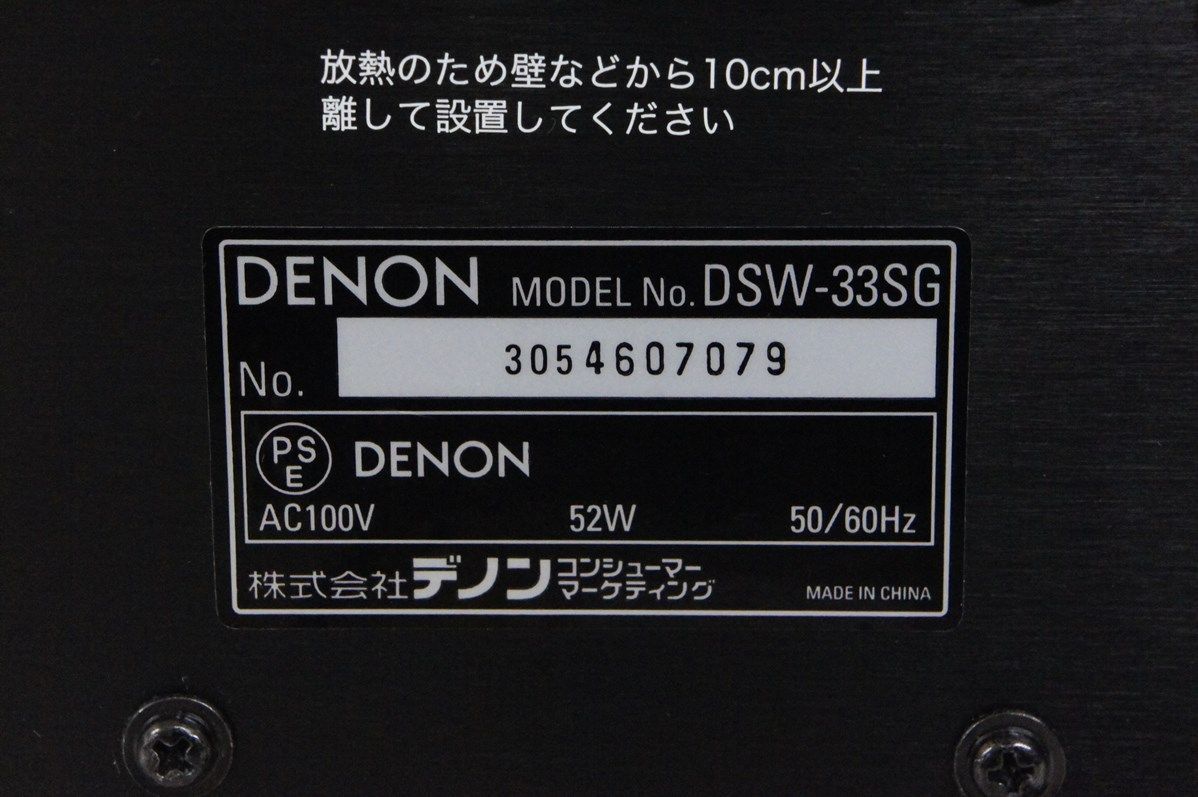 放熱のため壁などから10cm以上
離して設置してください
DENON MODEL No. DSW-33SG
No. 3054607079
PSE DENON
AC100V 52W 50/60Hz
株式会社デノン コンシューマー
マーケティング MADE IN CHINA